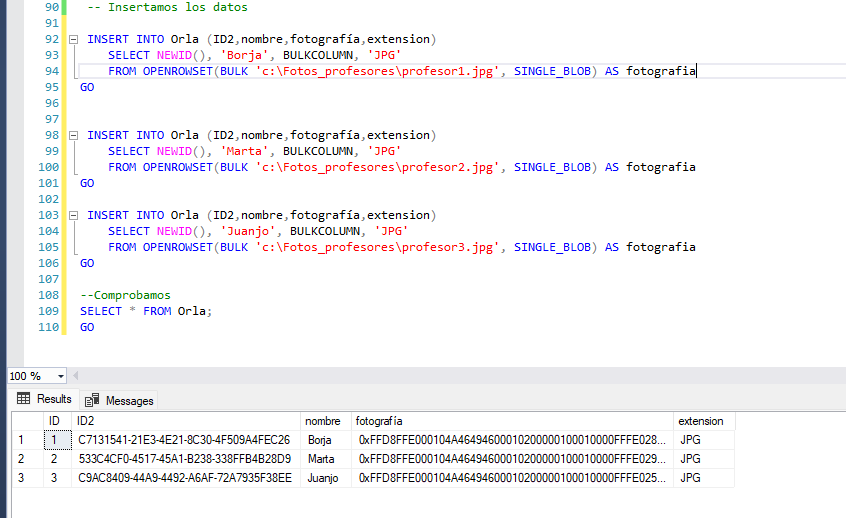 90 -- Insertamos los datos
91
92 INSERT INTO Orla (ID2,nombre,fotografía,extension)
93 SELECT NEWID(), 'Borja', BULKCOLUMN, 'JPG'
94 FROM OPENROWSET(BULK 'c:\Fotos_profesores\profesor1.jpg', SINGLE_BLOB) AS fotografia
95 GO
96
97
98 INSERT INTO Orla (ID2,nombre,fotografía,extension)
99 SELECT NEWID(), 'Marta', BULKCOLUMN, 'JPG'
100 FROM OPENROWSET(BULK 'c:\Fotos_profesores\profesor2.jpg', SINGLE_BLOB) AS fotografia
101 GO
102
103 INSERT INTO Orla (ID2,nombre,fotografía,extension)
104 SELECT NEWID(), 'Juanjo', BULKCOLUMN, 'JPG'
105 FROM OPENROWSET(BULK 'c:\Fotos_profesores\profesor3.jpg', SINGLE_BLOB) AS fotografia
106 GO
107
108 --Comprobamos
109 SELECT * FROM Orla;
110 GO
100 %
Results Messages
ID ID2 nombre fotografía extension
1 1 C7131541-21E3-4E21-8C30-4F509A4FEC26 Borja 0xFFD8FFE000104A46494600010200000100010000FFFE028... JPG
2 2 533C4CF0-4517-45A1-B238-338FFB4B28D9 Marta 0xFFD8FFE000104A46494600010200000100010000FFFE029... JPG
3 3 C9AC8409-44A9-4492-A6AF-72A7935F38EE Juanjo 0xFFD8FFE000104A46494600010200000100010000FFFE025... JPG